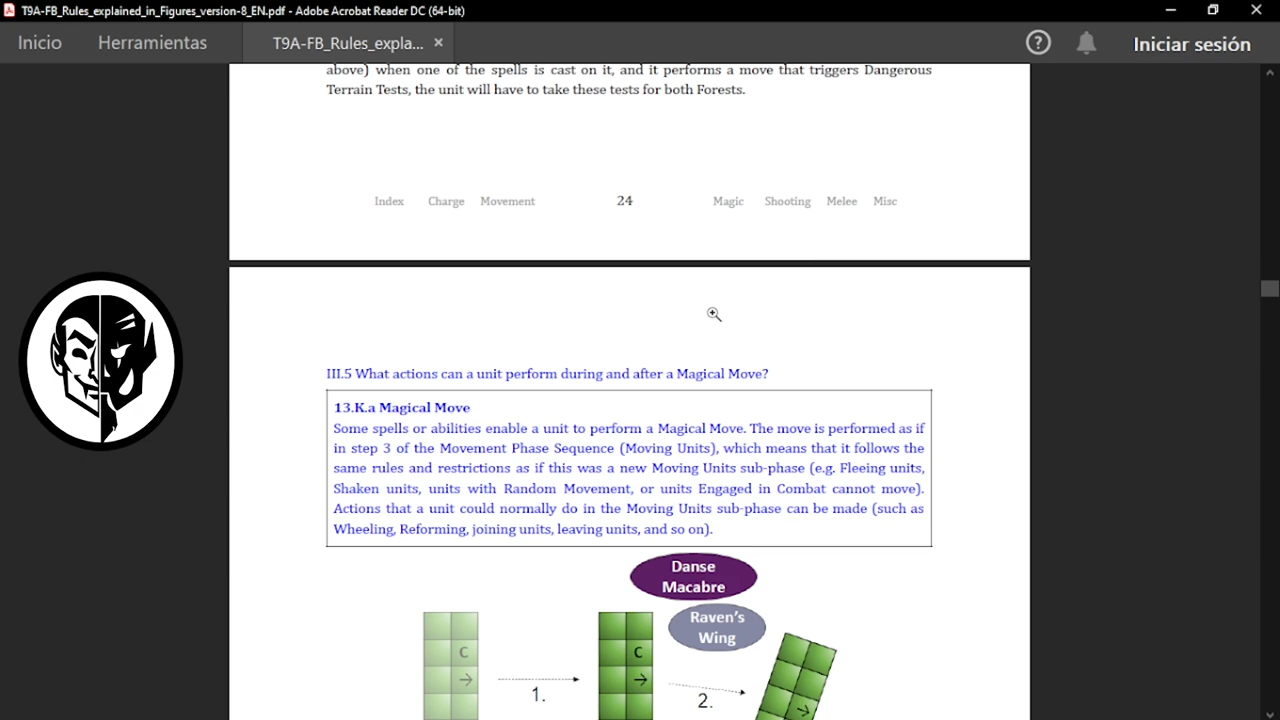 T9A-FB_Rules_explained_in_Figures_version-8_EN.pdf - Adobe Acrobat Reader DC (64-bit)
Inicio Herramientas T9A-FB_Rules_expla... × Iniciar sesión
above) when one of the spells is cast on it, and it performs a move that triggers Dangerous
Terrain Tests, the unit will have to take these tests for both Forests.
Index Charge Movement 24 Magic Shooting Melee Misc
III.5 What actions can a unit perform during and after a Magical Move?
13.K.a Magical Move
Some spells or abilities enable a unit to perform a Magical Move. The move is performed as if
in step 3 of the Movement Phase Sequence (Moving Units), which means that it follows the
same rules and restrictions as if this was a new Moving Units sub-phase (e.g. Fleeing units,
Shaken units, units with Random Movement, or units Engaged in Combat cannot move).
Actions that a unit could normally do in the Moving Units sub-phase can be made (such as
Wheeling, Reforming, joining units, leaving units, and so on).
Danse
Macabre
Raven's
Wing
C C
1.
2.